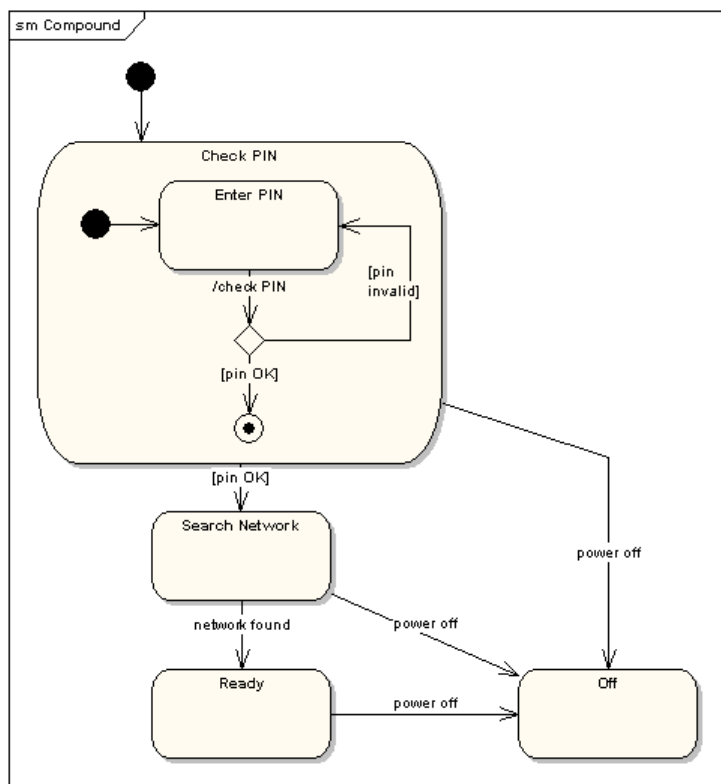 sm Compound
Check PIN
Enter PIN
[pin
invalid]
/check PIN
[pin OK]
[pin OK]
Search Network
power off
network found
power off
Ready
Off
power off